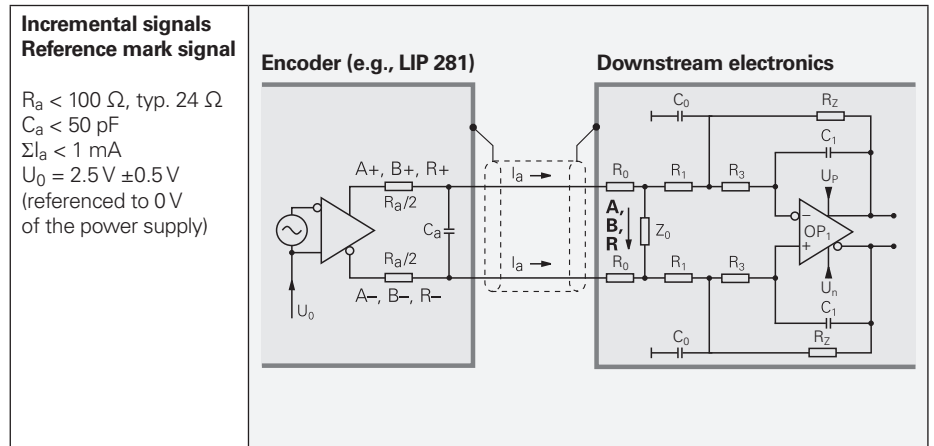 Incremental signals
Reference mark signal
Rₐ < 100 Ω, typ. 24 Ω
Cₐ < 50 pF
ΣIₐ < 1 mA
U₀ = 2.5 V ±0.5 V
(referenced to 0 V
of the power supply)
Encoder (e.g., LIP 281)
Downstream electronics
A+, B+, R+
Rₐ/2
Cₐ
Rₐ/2
A–, B–, R–
U₀
Iₐ
Iₐ
C₀
R_Z
C₁
U_P
R₀
R₁
R₃
A,
B,
R
Z₀
–
OP₁
+
R₀
R₁
R₃
Uₙ
C₁
C₀
R_Z